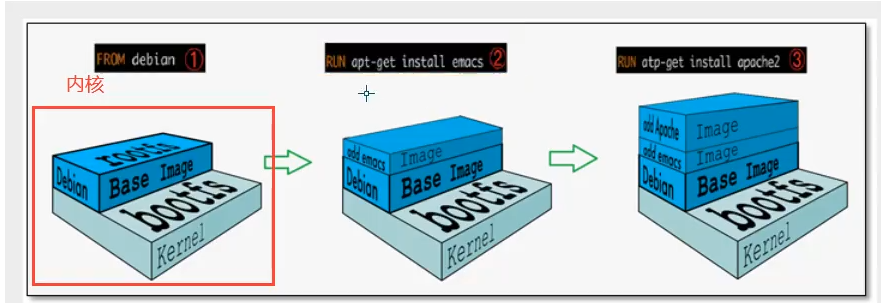 FROM debian ①
RUN apt-get install emacs ②
RUN atp-get install apache2 ③
内核
rootfs
Debian Base Image
bootfs
Kernel
add emacs Image
Debian Base Image
bootfs
Kernel
add Apache Image
add emacs Image
Debian Base Image
bootfs
Kernel